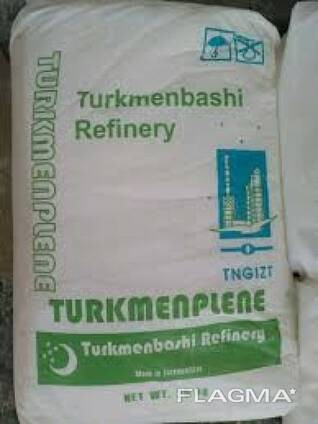 TURKMENPLENE
Turkmenbashi
Refinery
TNGIZT
TURKMENPLENE
Turkmenbashi Refinery
Made in Turkmenistan
NET WT.
FLAGMA*